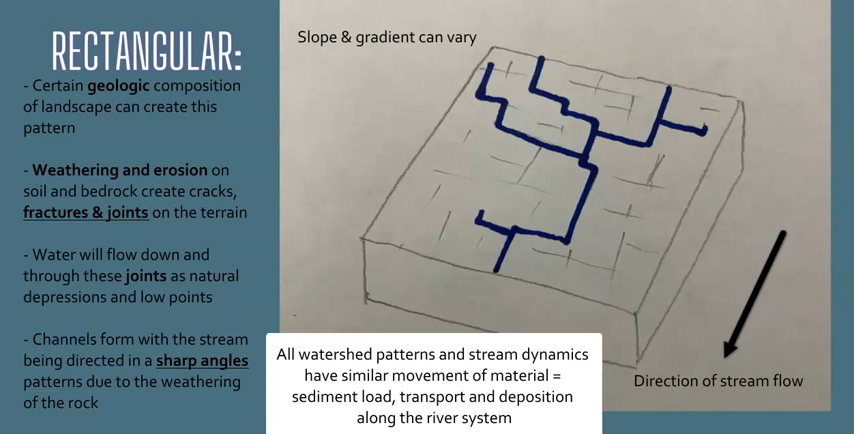 RECTANGULAR:
- Certain geologic composition
of landscape can create this
pattern
- Weathering and erosion on
soil and bedrock create cracks,
fractures & joints on the terrain
- Water will flow down and
through these joints as natural
depressions and low points
- Channels form with the stream
being directed in a sharp angles
patterns due to the weathering
of the rock
Slope & gradient can vary
Direction of stream flow
All watershed patterns and stream dynamics
have similar movement of material =
sediment load, transport and deposition
along the river system